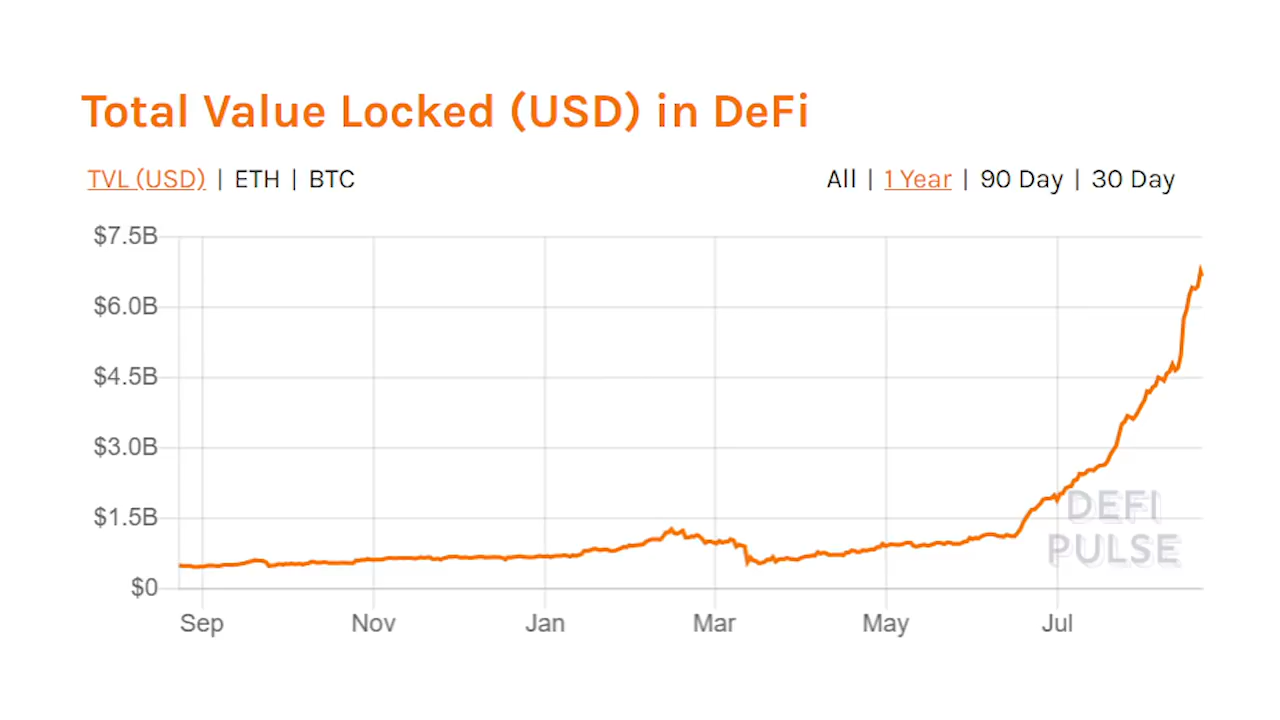 Total Value Locked (USD) in DeFi
TVL (USD) | ETH | BTC
All | 1 Year | 90 Day | 30 Day
$7.5B
$6.0B
$4.5B
$3.0B
$1.5B
$0
DEFI
PULSE
Sep Nov Jan Mar May Jul